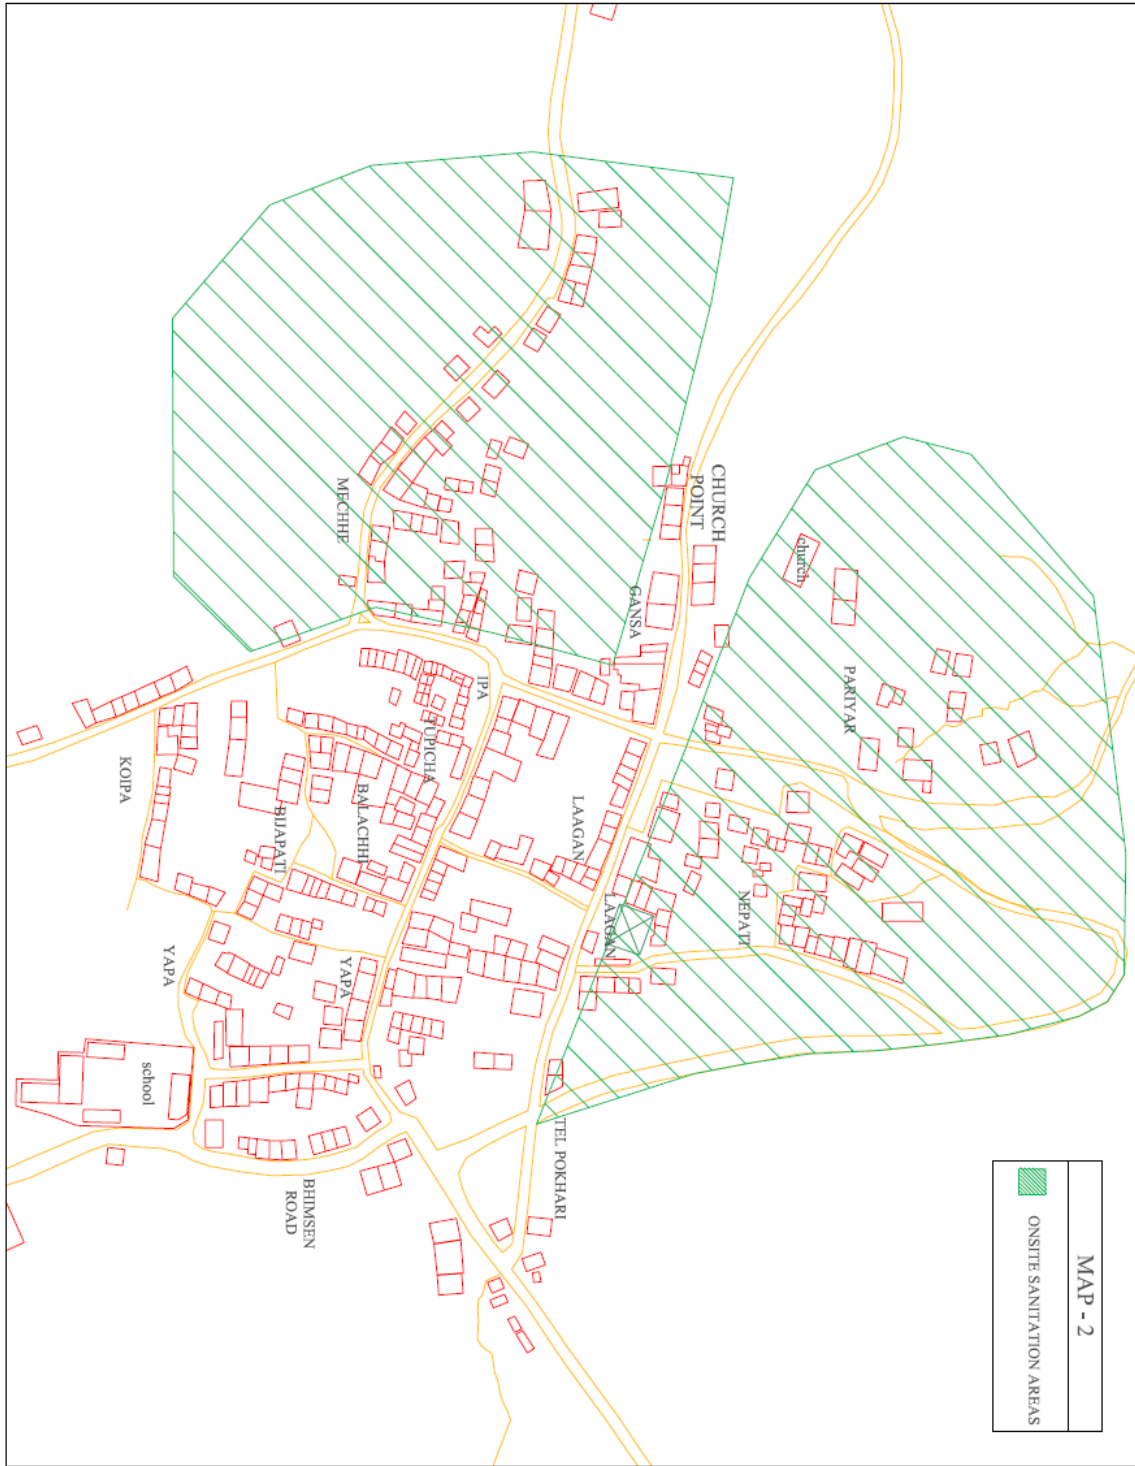 CHURCH
POINT
church
GANSA
MECHHE
PARIYAR
IPA
TUPICHA
LAAGAN
BALACHHI
BIJAPATI
KOIPA
NEPATI
LAAGAN
YAPA
YAPA
school
TEL POKHARI
BHIMSEN
ROAD
MAP - 2
ONSITE SANITATION AREAS